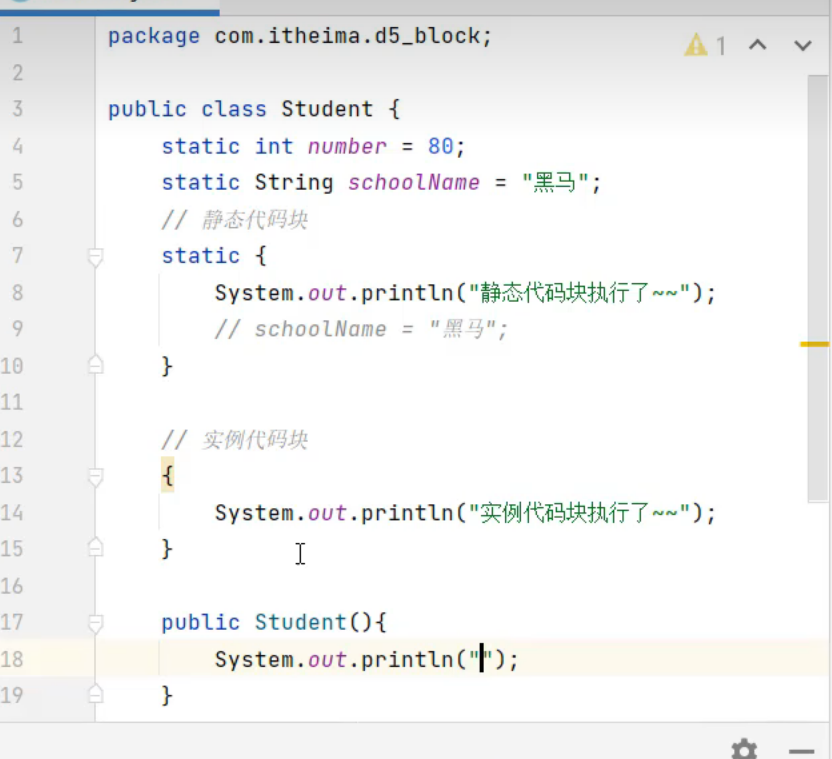 1 package com.itheima.d5_block;
1
2
3 public class Student {
4 static int number = 80;
5 static String schoolName = "黑马";
6 // 静态代码块
7 static {
8 System.out.println("静态代码块执行了~~");
9 // schoolName = "黑马";
10 }
11
12 // 实例代码块
13 {
14 System.out.println("实例代码块执行了~~");
15 }
16
17 public Student(){
18 System.out.println("");
19 }